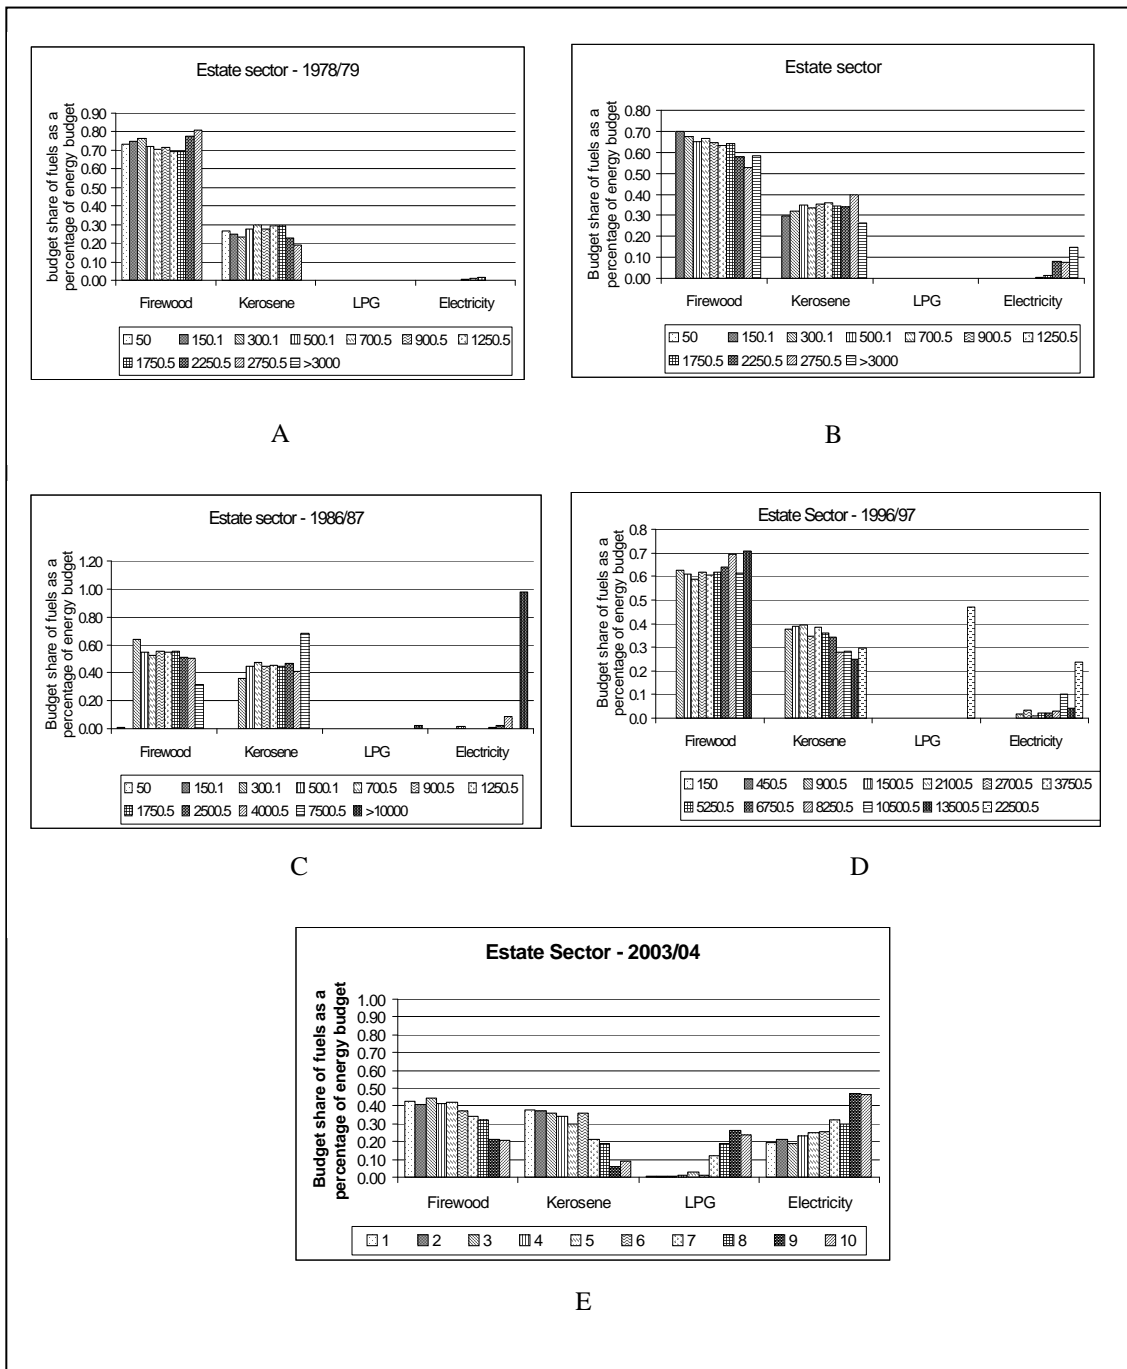 Estate sector - 1978/79
budget share of fuels as a
percentage of energy budget
0.90
0.80
0.70
0.60
0.50
0.40
0.30
0.20
0.10
0.00
Firewood Kerosene LPG Electricity
50 150.1 300.1 500.1 700.5 900.5 1250.5
1750.5 2250.5 2750.5 >3000
A
Estate sector
Budget share of fuels as a
percentage of energy budget
0.80
0.70
0.60
0.50
0.40
0.30
0.20
0.10
0.00
Firewood Kerosene LPG Electricity
50 150.1 300.1 500.1 700.5 900.5 1250.5
1750.5 2250.5 2750.5 >3000
B
Estate sector - 1986/87
Budget share of fuels as a
percentage of energy budget
1.20
1.00
0.80
0.60
0.40
0.20
0.00
Firewood Kerosene LPG Electricity
50 150.1 300.1 500.1 700.5 900.5 1250.5
1750.5 2500.5 4000.5 7500.5 >10000
C
Estate Sector - 1996/97
Budget share of fuels as a
percentage of energy budget
0.8
0.7
0.6
0.5
0.4
0.3
0.2
0.1
0.0
Firewood Kerosene LPG Electricity
150 450.5 900.5 1500.5 2100.5 2700.5 3750.5
5250.5 6750.5 8250.5 10500.5 13500.5 22500.5
D
Estate Sector - 2003/04
Budget share of fuels as a
percentage of energy budget
1.00
0.90
0.80
0.70
0.60
0.50
0.40
0.30
0.20
0.10
0.00
Firewood Kerosene LPG Electricity
1 2 3 4 5 6 7 8 9 10
E